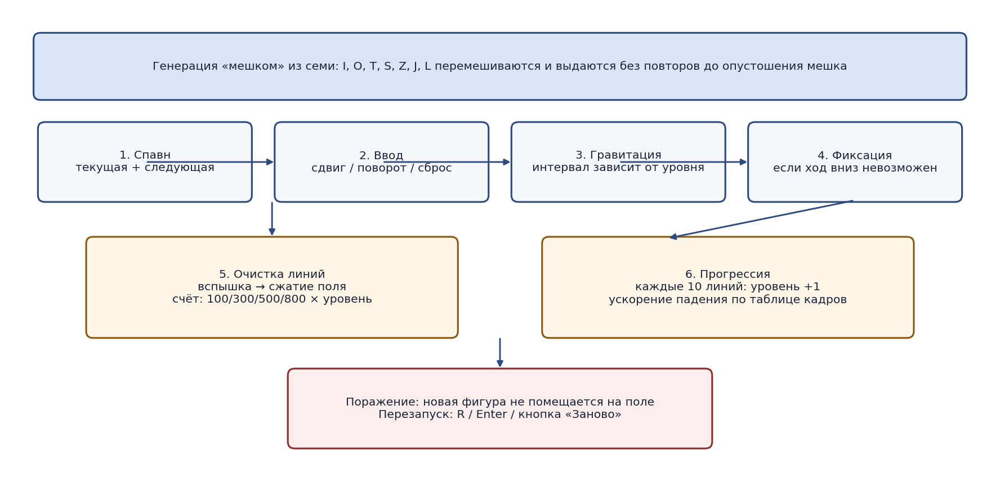 Генерация «мешком» из семи: I, O, T, S, Z, J, L перемешиваются и выдаются без повторов до опустошения мешка
1. Спавн
текущая + следующая
2. Ввод
сдвиг / поворот / сброс
3. Гравитация
интервал зависит от уровня
4. Фиксация
если ход вниз невозможен
5. Очистка линий
вспышка → сжатие поля
счёт: 100/300/500/800 × уровень
6. Прогрессия
каждые 10 линий: уровень +1
ускорение падения по таблице кадров
Поражение: новая фигура не помещается на поле
Перезапуск: R / Enter / кнопка «Заново»